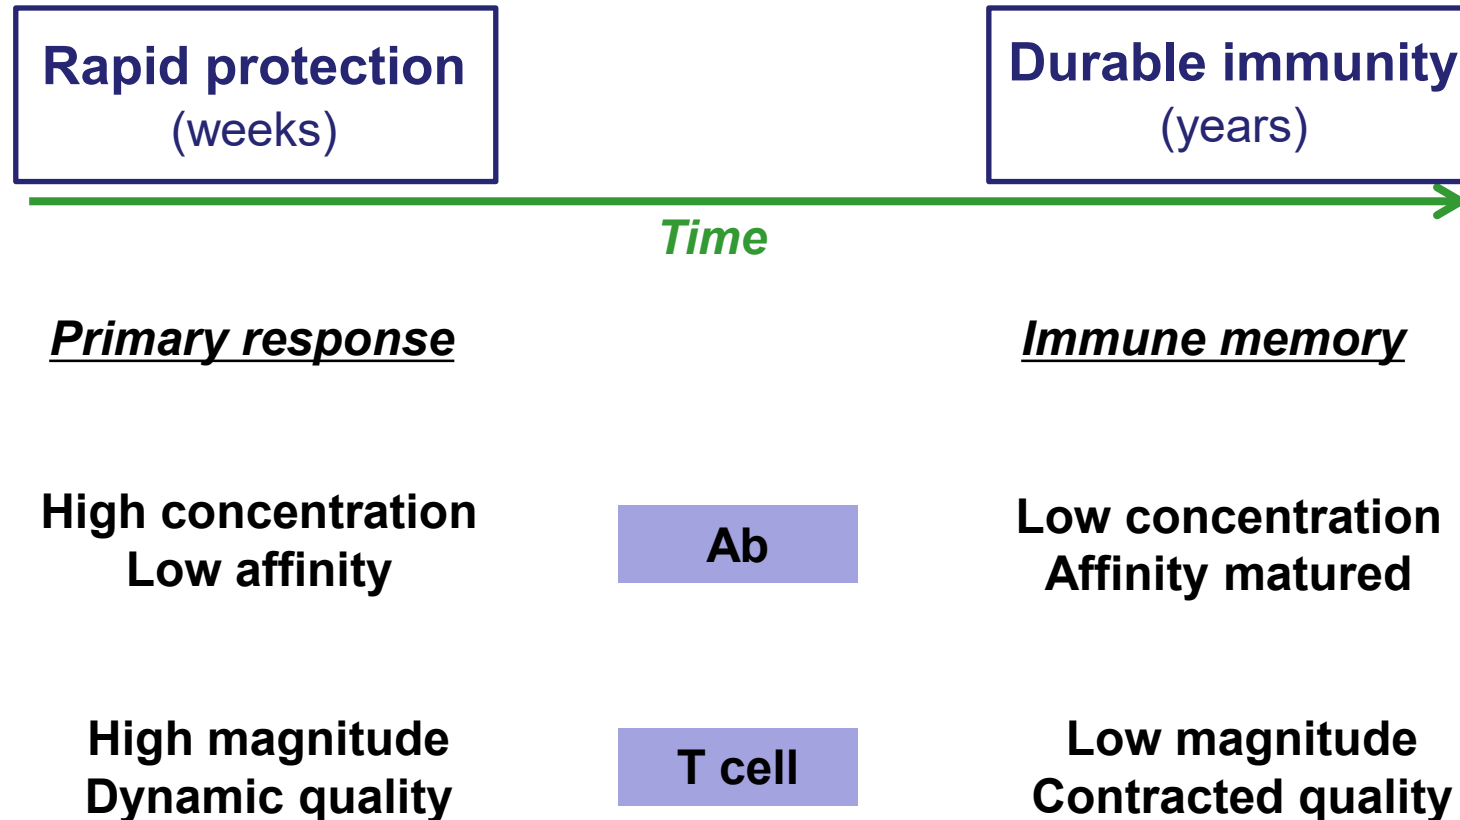 Rapid protection
(weeks)
Durable immunity
(years)
Time
Primary response
Immune memory
High concentration
Low affinity
Ab
Low concentration
Affinity matured
High magnitude
Dynamic quality
T cell
Low magnitude
Contracted quality